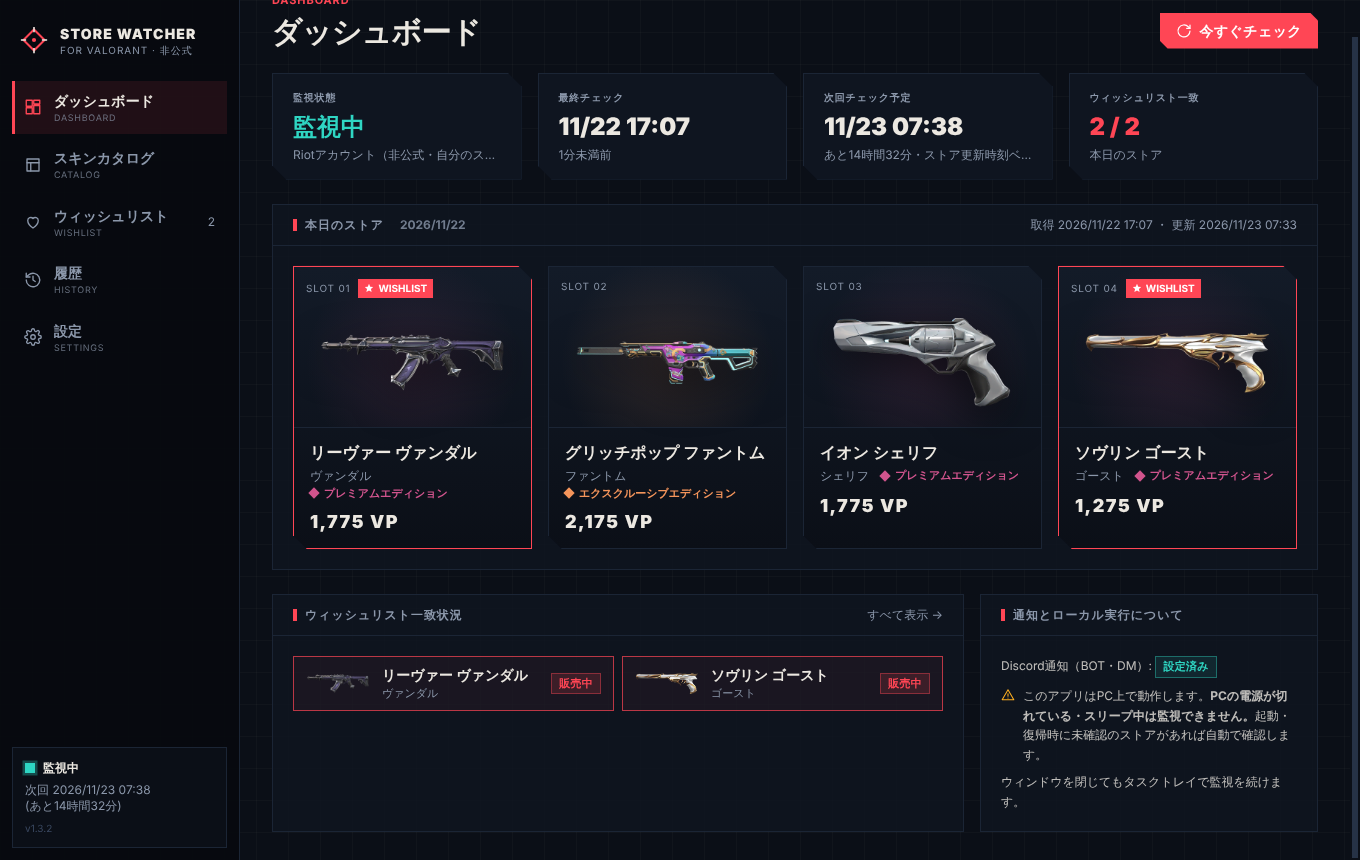 STORE WATCHER
FOR VALORANT · 非公式
ダッシュボード
DASHBOARD
スキンカタログ
CATALOG
ウィッシュリスト
WISHLIST
2
履歴
HISTORY
設定
SETTINGS
監視中
次回 2026/11/23 07:38
(あと14時間32分)
v1.3.2
DASHBOARD
ダッシュボード
今すぐチェック
監視状態
監視中
Riotアカウント（非公式・自分のス…
最終チェック
11/22 17:07
1分未満前
次回チェック予定
11/23 07:38
あと14時間32分・ストア更新時刻ベ…
ウィッシュリスト一致
2 / 2
本日のストア
本日のストア 2026/11/22
取得 2026/11/22 17:07 ・ 更新 2026/11/23 07:33
SLOT 01 ★ WISHLIST
リーヴァー ヴァンダル
ヴァンダル
◆ プレミアムエディション
1,775 VP
SLOT 02
グリッチポップ ファントム
ファントム
◆ エクスクルーシブエディション
2,175 VP
SLOT 03
イオン シェリフ
シェリフ ◆ プレミアムエディション
1,775 VP
SLOT 04 ★ WISHLIST
ソヴリン ゴースト
ゴースト ◆ プレミアムエディション
1,275 VP
ウィッシュリスト一致状況
すべて表示 →
リーヴァー ヴァンダル
ヴァンダル
販売中
ソヴリン ゴースト
ゴースト
販売中
通知とローカル実行について
Discord通知（BOT・DM）: 設定済み
このアプリはPC上で動作します。PCの電源が切
れている・スリープ中は監視できません。起動・
復帰時に未確認のストアがあれば自動で確認しま
す。
ウィンドウを閉じてもタスクトレイで監視を続けま
す。